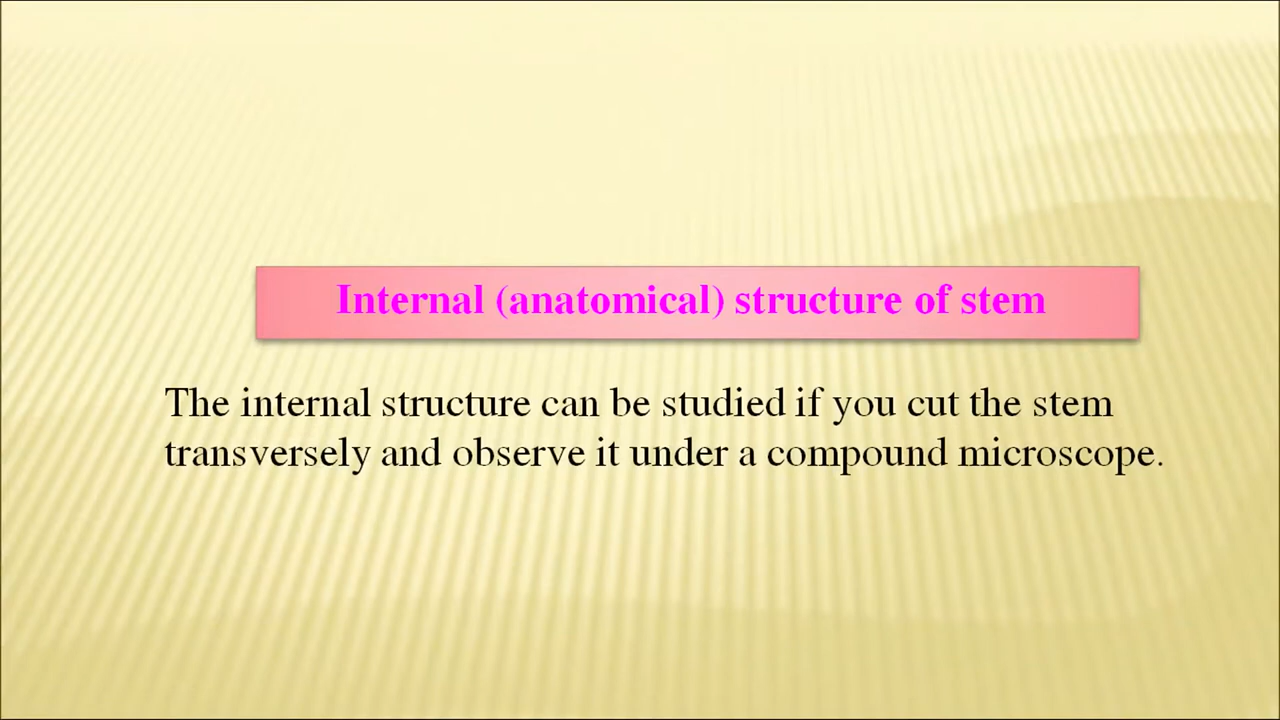 Internal (anatomical) structure of stem
The internal structure can be studied if you cut the stem
transversely and observe it under a compound microscope.